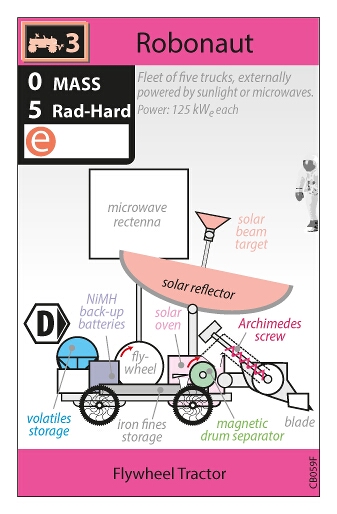 3
Robonaut
0 MASS
5 Rad-Hard
e
Fleet of five trucks, externally
powered by sunlight or microwaves.
Power: 125 kWe each
microwave
rectenna
solar
beam
target
solar reflector
D
NiMH
back-up
batteries
solar
oven
Archimedes
screw
fly-
wheel
volatiles
storage
iron fines
storage
magnetic
drum separator
blade
Flywheel Tractor
CB059F